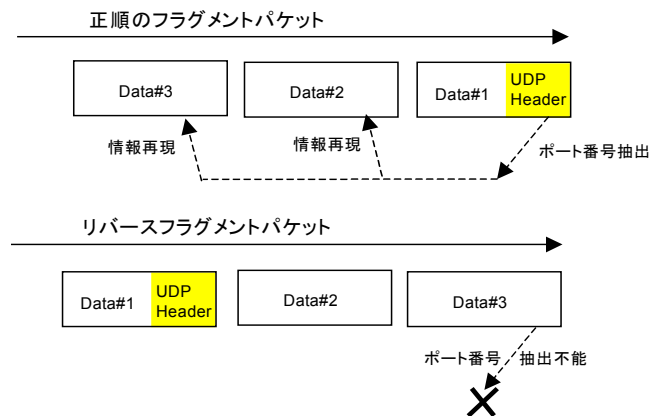 正順のフラグメントパケット
Data#3
Data#2
Data#1
UDP
Header
情報再現
情報再現
ポート番号抽出
リバースフラグメントパケット
Data#1
UDP
Header
Data#2
Data#3
ポート番号 抽出不能